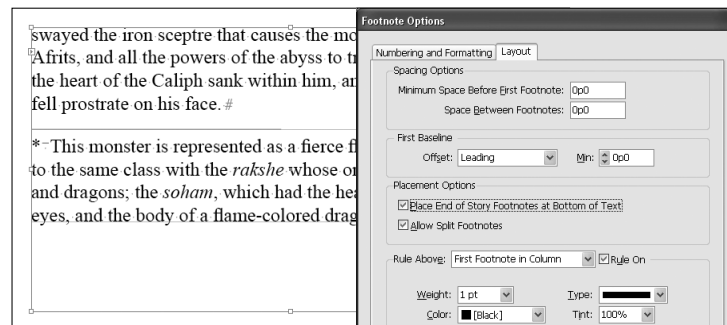 swayed the iron sceptre that causes the mo
Afrits, and all the powers of the abyss to tr
the heart of the Caliph sank within him, an
fell prostrate on his face. #
* This monster is represented as a fierce fl
to the same class with the rakshe whose or
and dragons; the soham, which had the hea
eyes, and the body of a flame-colored drag
Footnote Options
Numbering and Formatting Layout
Spacing Options
Minimum Space Before First Footnote: 0p0
Space Between Footnotes: 0p0
First Baseline
Offset: Leading Min: 0p0
Placement Options
Place End of Story Footnotes at Bottom of Text
Allow Split Footnotes
Rule Above: First Footnote in Column Rule On
Weight: 1 pt Type:
Color: [Black] Tint: 100%